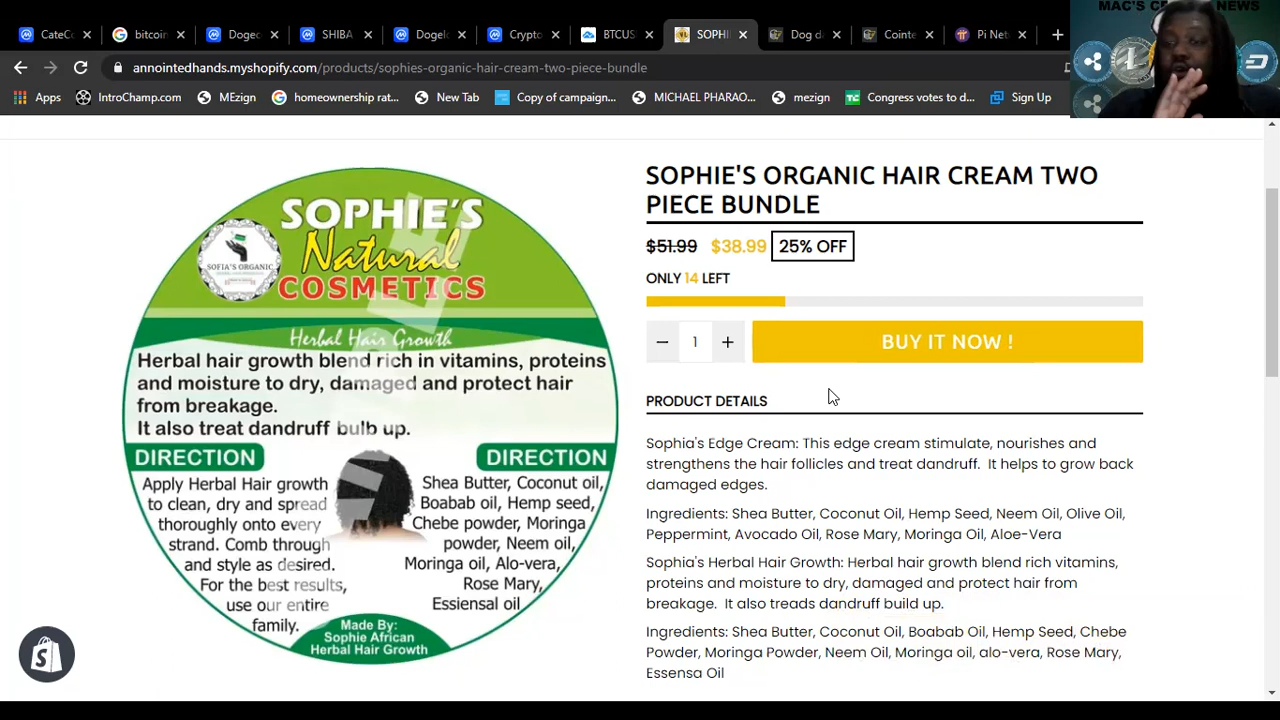 CateCo
bitcoin
Dogec
SHIBA
Dogel
Crypto
BTCUS
SOPHI
Dog d
Cointe
Pi Net
MAC'S
NEWS
annointedhands.myshopify.com/products/sophies-organic-hair-cream-two-piece-bundle
Apps
IntroChamp.com
MEzign
homeownership rat...
New Tab
Copy of campaign...
MICHAEL PHARAO...
mezign
Congress votes to d...
Sign Up
SOPHIE'S
Natural
COSMETICS
SOFIA'S ORGANIC
Herbal Hair Growth
Herbal hair growth blend rich in vitamins, proteins
and moisture to dry, damaged and protect hair
from breakage.
It also treat dandruff bulb up.
DIRECTION
Apply Herbal Hair growth
to clean, dry and spread
thoroughly onto every
strand. Comb through
and style as desired.
For the best results,
use our entire
family.
DIRECTION
Shea Butter, Coconut oil,
Boabab oil, Hemp seed,
Chebe powder, Moringa
powder, Neem oil,
Moringa oil, Alo-vera,
Rose Mary,
Essiensal oil
Made By:
Sophie African
Herbal Hair Growth
SOPHIE'S ORGANIC HAIR CREAM TWO
PIECE BUNDLE
$51.99 $38.99 25% OFF
ONLY 14 LEFT
1
BUY IT NOW !
PRODUCT DETAILS
Sophia's Edge Cream: This edge cream stimulate, nourishes and
strengthens the hair follicles and treat dandruff. It helps to grow back
damaged edges.
Ingredients: Shea Butter, Coconut Oil, Hemp Seed, Neem Oil, Olive Oil,
Peppermint, Avocado Oil, Rose Mary, Moringa Oil, Aloe-Vera
Sophia's Herbal Hair Growth: Herbal hair growth blend rich vitamins,
proteins and moisture to dry, damaged and protect hair from
breakage. It also treads dandruff build up.
Ingredients: Shea Butter, Coconut Oil, Boabab Oil, Hemp Seed, Chebe
Powder, Moringa Powder, Neem Oil, Moringa oil, alo-vera, Rose Mary,
Essensa Oil